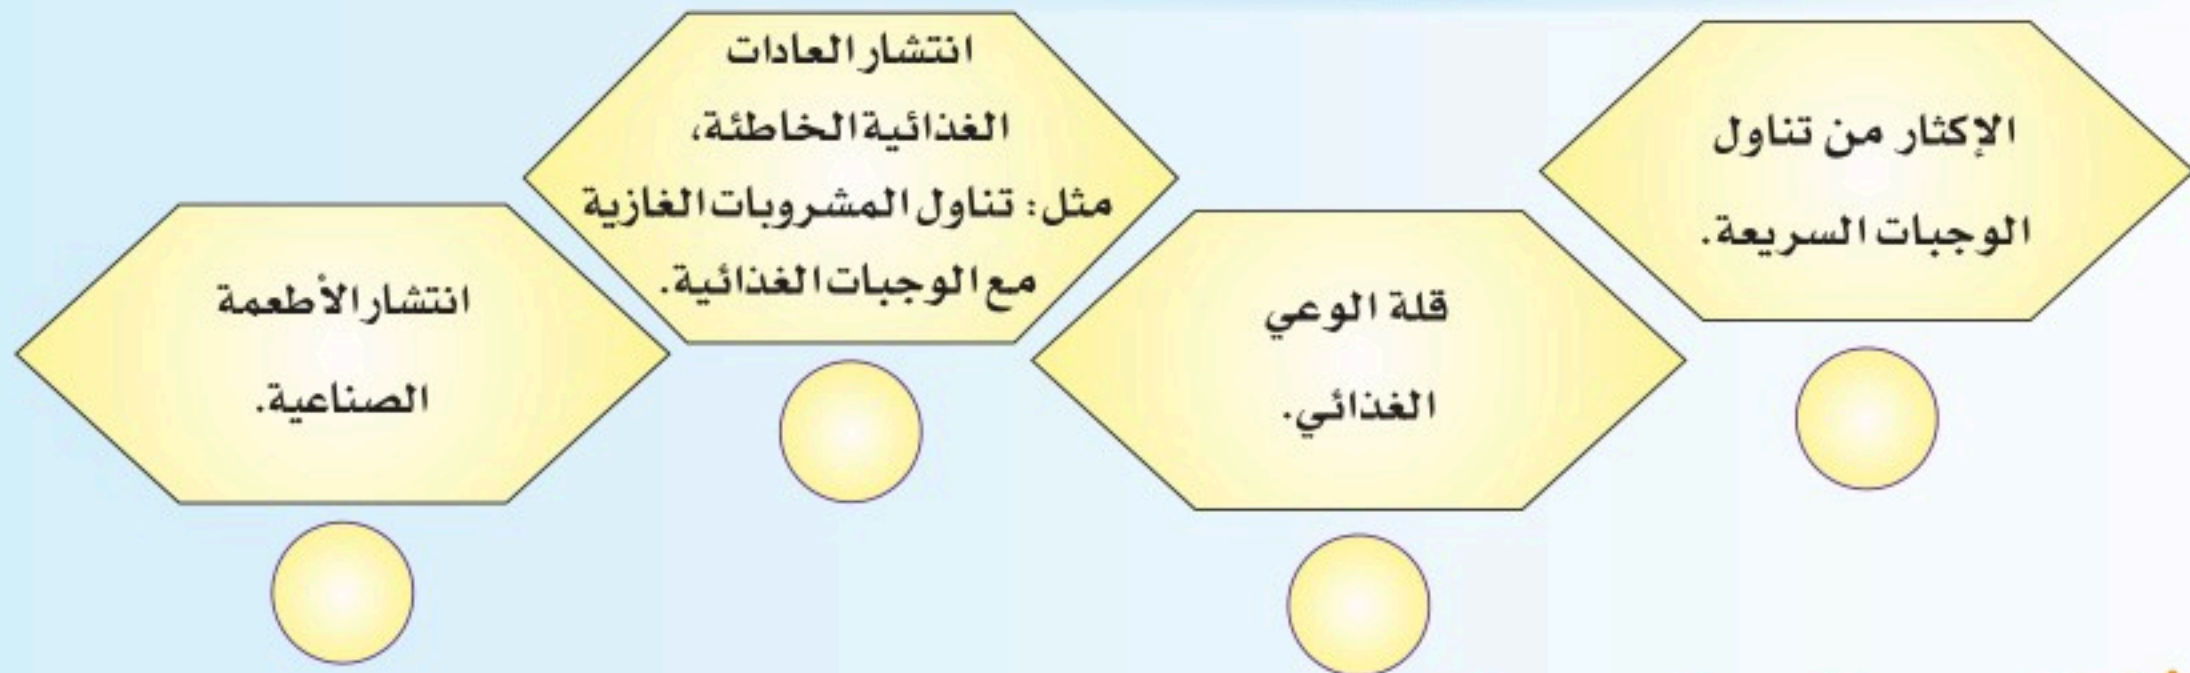 الإكثار من تناول
الوجبات السريعة.
قلة الوعي
الغذائي.
انتشار العادات
الغذائية الخاطئة،
مثل: تناول المشروبات الغازية
مع الوجبات الغذائية.
انتشار الأطعمة
الصناعية.